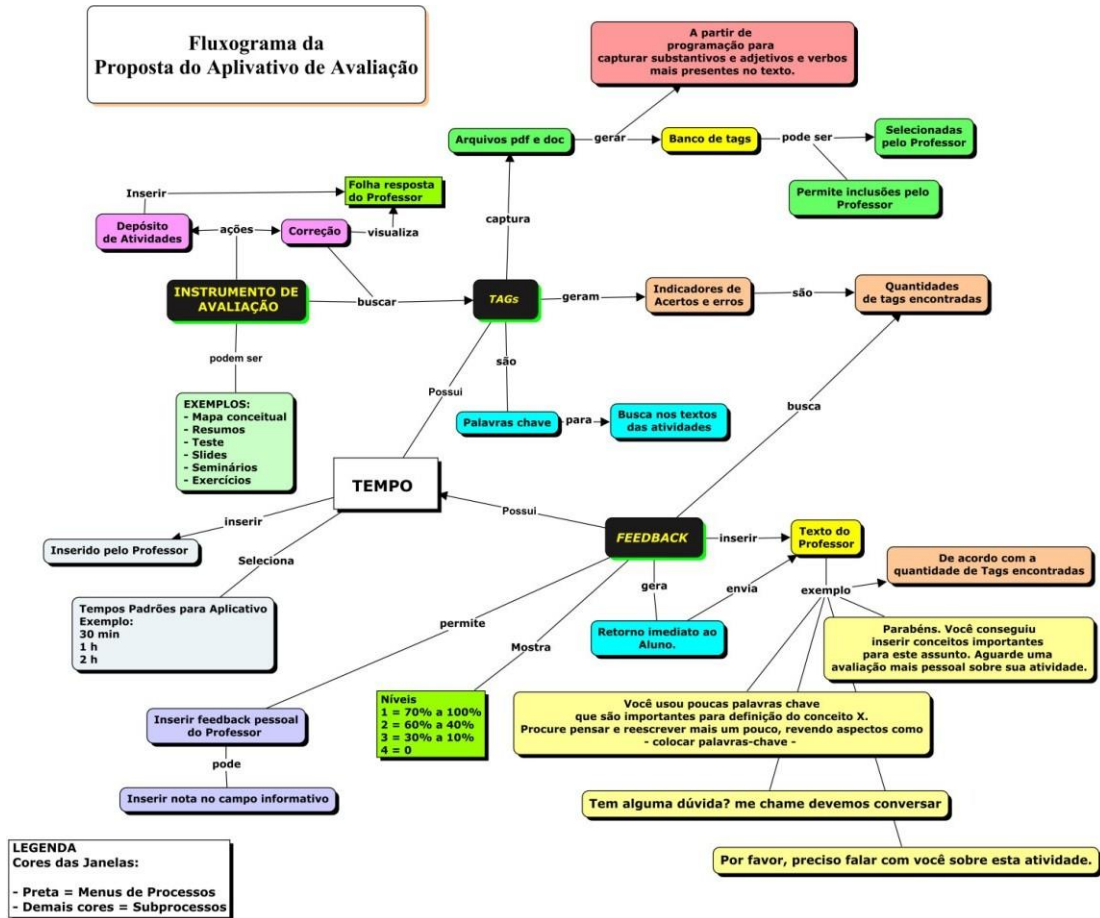 Fluxograma da
Proposta do Aplivativo de Avaliação
A partir de
programação para
capturar substantivos e adjetivos e verbos
mais presentes no texto.
Arquivos pdf e doc
gerar
Banco de tags
pode ser
Selecionadas
pelo Professor
Permite inclusões pelo
Professor
Inserir
Folha resposta
do Professor
Depósito
de Atividades
ações
Correção
visualiza
captura
INSTRUMENTO DE
AVALIAÇÃO
buscar
TAGs
geram
Indicadores de
Acertos e erros
são
Quantidades
de tags encontradas
podem ser
são
Possui
busca
EXEMPLOS:
- Mapa conceitual
- Resumos
- Teste
- Slides
- Seminários
- Exercícios
Palavras chave
para
Busca nos textos
das atividades
TEMPO
Possui
inserir
Inserido pelo Professor
Seleciona
FEEDBACK
inserir
Texto do
Professor
De acordo com a
quantidade de Tags encontradas
gera
envia
exemplo
Tempos Padrões para Aplicativo
Exemplo:
30 min
1 h
2 h
permite
Mostra
Retorno imediato ao
Aluno.
Parabéns. Você conseguiu
inserir conceitos importantes
para este assunto. Aguarde uma
avaliação mais pessoal sobre sua atividade.
Níveis
1 = 70% a 100%
2 = 60% a 40%
3 = 30% a 10%
4 = 0
Você usou poucas palavras chave
que são importantes para definição do conceito X.
Procure pensar e reescrever mais um pouco, revendo aspectos como
- colocar palavras-chave -
Inserir feedback pessoal
do Professor
pode
Inserir nota no campo informativo
Tem alguma dúvida? me chame devemos conversar
Por favor, preciso falar com você sobre esta atividade.
LEGENDA
Cores das Janelas:
- Preta = Menus de Processos
- Demais cores = Subprocessos